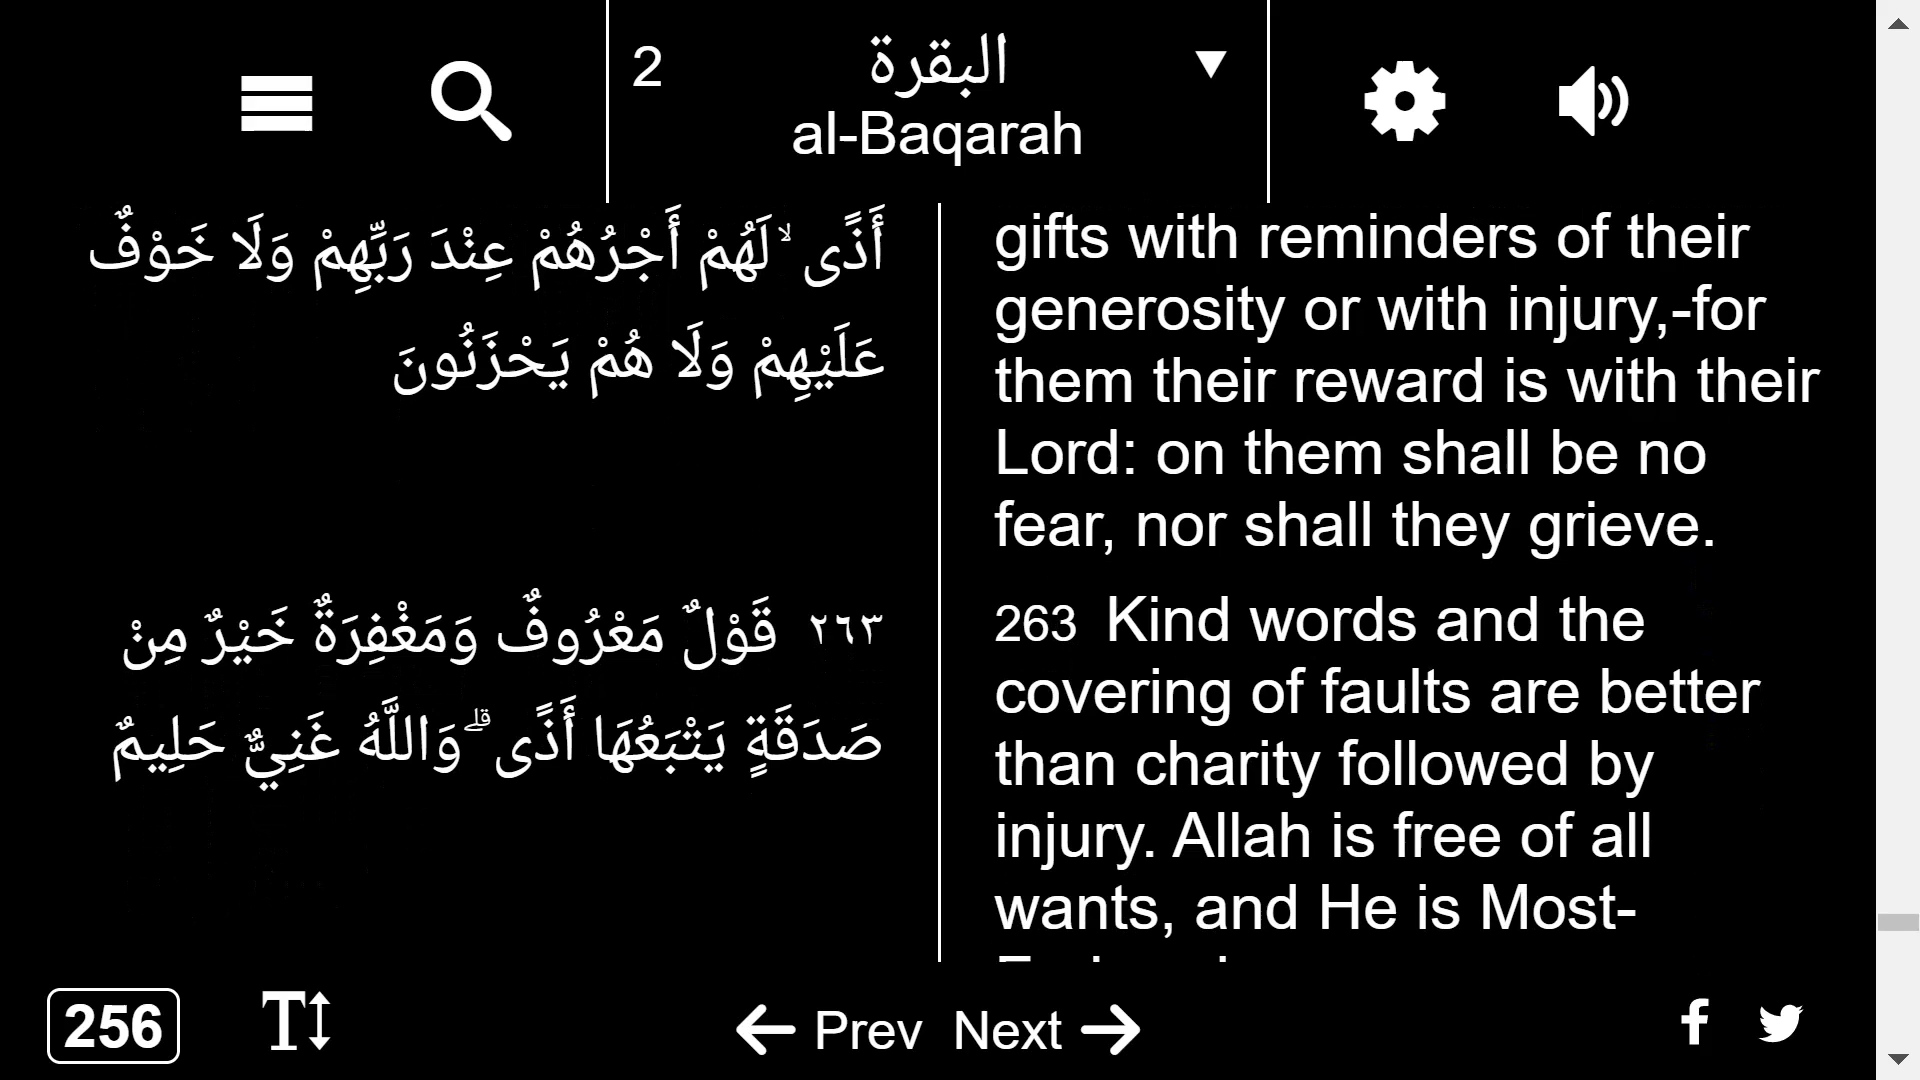 2
البقرة
al-Baqarah
أَذًى ۙ لَهُمْ أَجْرُهُمْ عِنْدَ رَبِّهِمْ وَلَا خَوْفٌ
عَلَيْهِمْ وَلَا هُمْ يَحْزَنُونَ
٢٦٣ قَوْلٌ مَعْرُوفٌ وَمَغْفِرَةٌ خَيْرٌ مِنْ
صَدَقَةٍ يَتْبَعُهَا أَذًى ۗ وَاللَّهُ غَنِيٌّ حَلِيمٌ
gifts with reminders of their
generosity or with injury,-for
them their reward is with their
Lord: on them shall be no
fear, nor shall they grieve.
263 Kind words and the
covering of faults are better
than charity followed by
injury. Allah is free of all
wants, and He is Most-
256
T
Prev Next